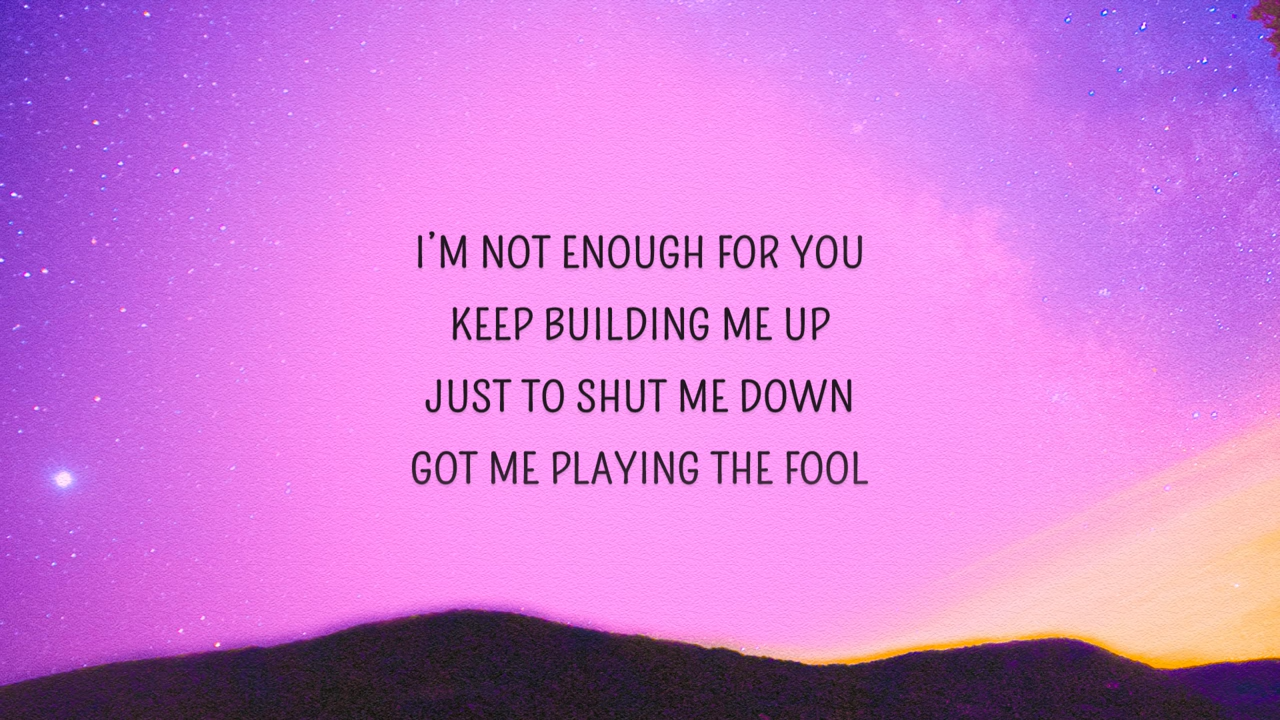 I'M NOT ENOUGH FOR YOU
KEEP BUILDING ME UP
JUST TO SHUT ME DOWN
GOT ME PLAYING THE FOOL